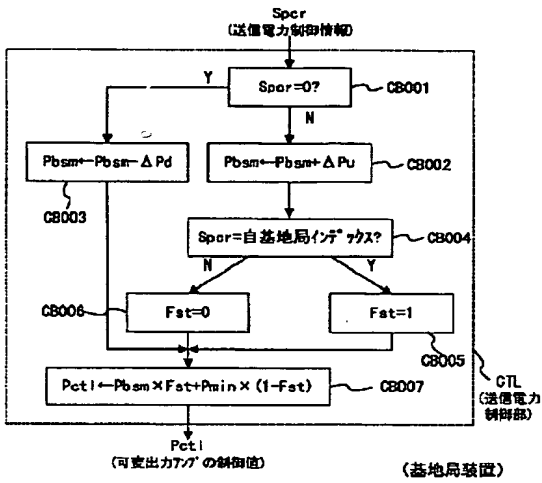 Spcr
(送信電力制御情報)
Spcr=0?
CB001
Y
N
Pbsm←Pbsm-ΔPd
CB003
Pbsm←Pbsm+ΔPu
CB002
Spcr=自基地局インデックス?
CB004
N
Y
CB006
Fst=0
Fst=1
CB005
Pctl←Pbsm×Fst+Pmin×(1-Fst)
CB007
CTL
(送信電力
制御部)
Pctl
(可変出力アンプの制御値)
(基地局装置)